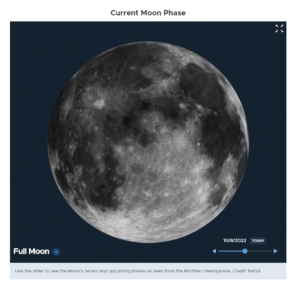 Current Moon Phase
10/8/2022 TODAY
Full Moon
Use the slider to see the Moon's recent and upcoming phases as seen from the Northern Hemisphere. Credit: NASA